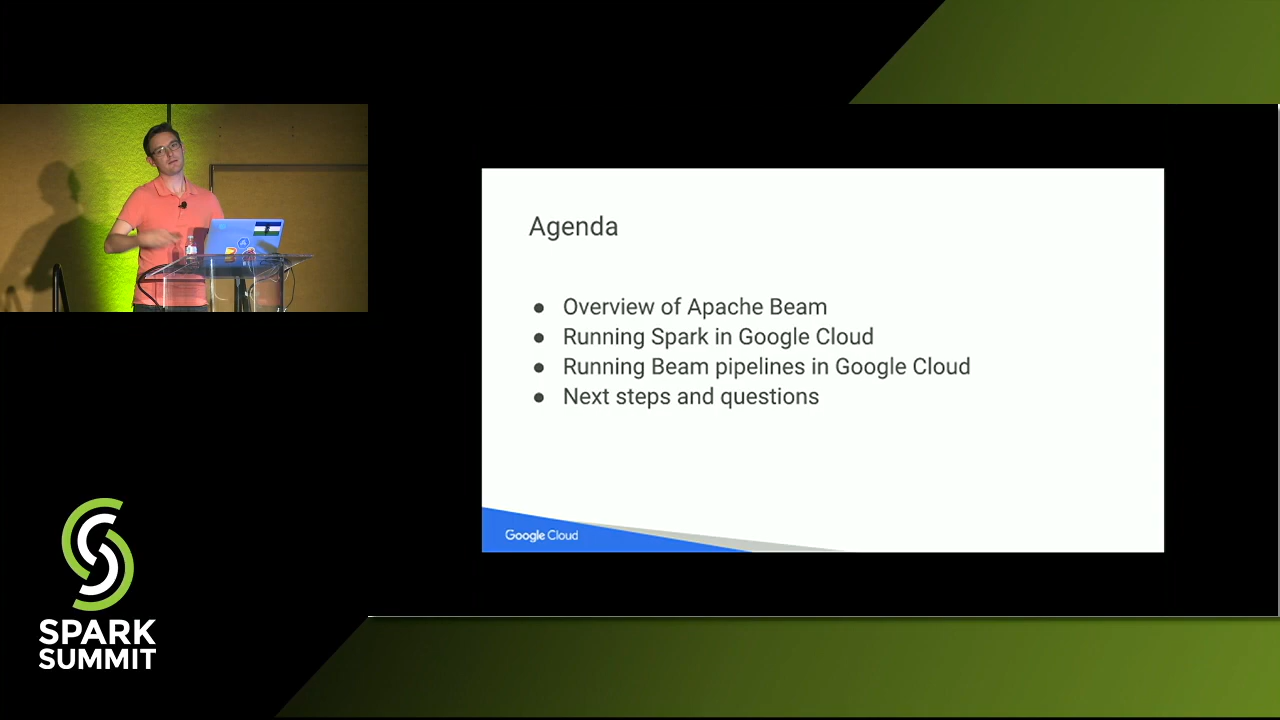 Agenda
● Overview of Apache Beam
● Running Spark in Google Cloud
● Running Beam pipelines in Google Cloud
● Next steps and questions
Google Cloud
SPARK
SUMMIT